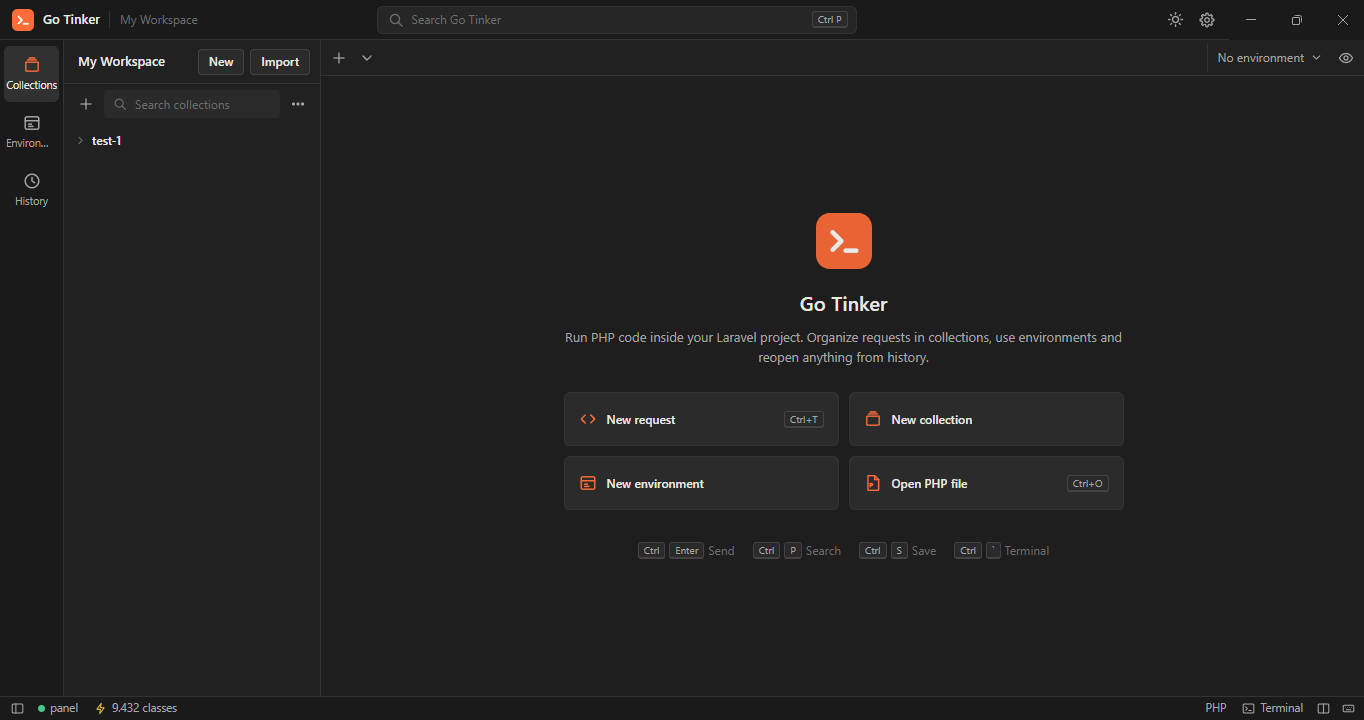 Go Tinker My Workspace Search Go Tinker Ctrl P
Collections
Environ...
History
My Workspace New Import
Search collections
test-1
No environment
Go Tinker
Run PHP code inside your Laravel project. Organize requests in collections, use environments and
reopen anything from history.
New request Ctrl+T
New collection
New environment
Open PHP file Ctrl+O
Ctrl Enter Send Ctrl P Search Ctrl S Save Ctrl ` Terminal
panel 9.432 classes PHP Terminal